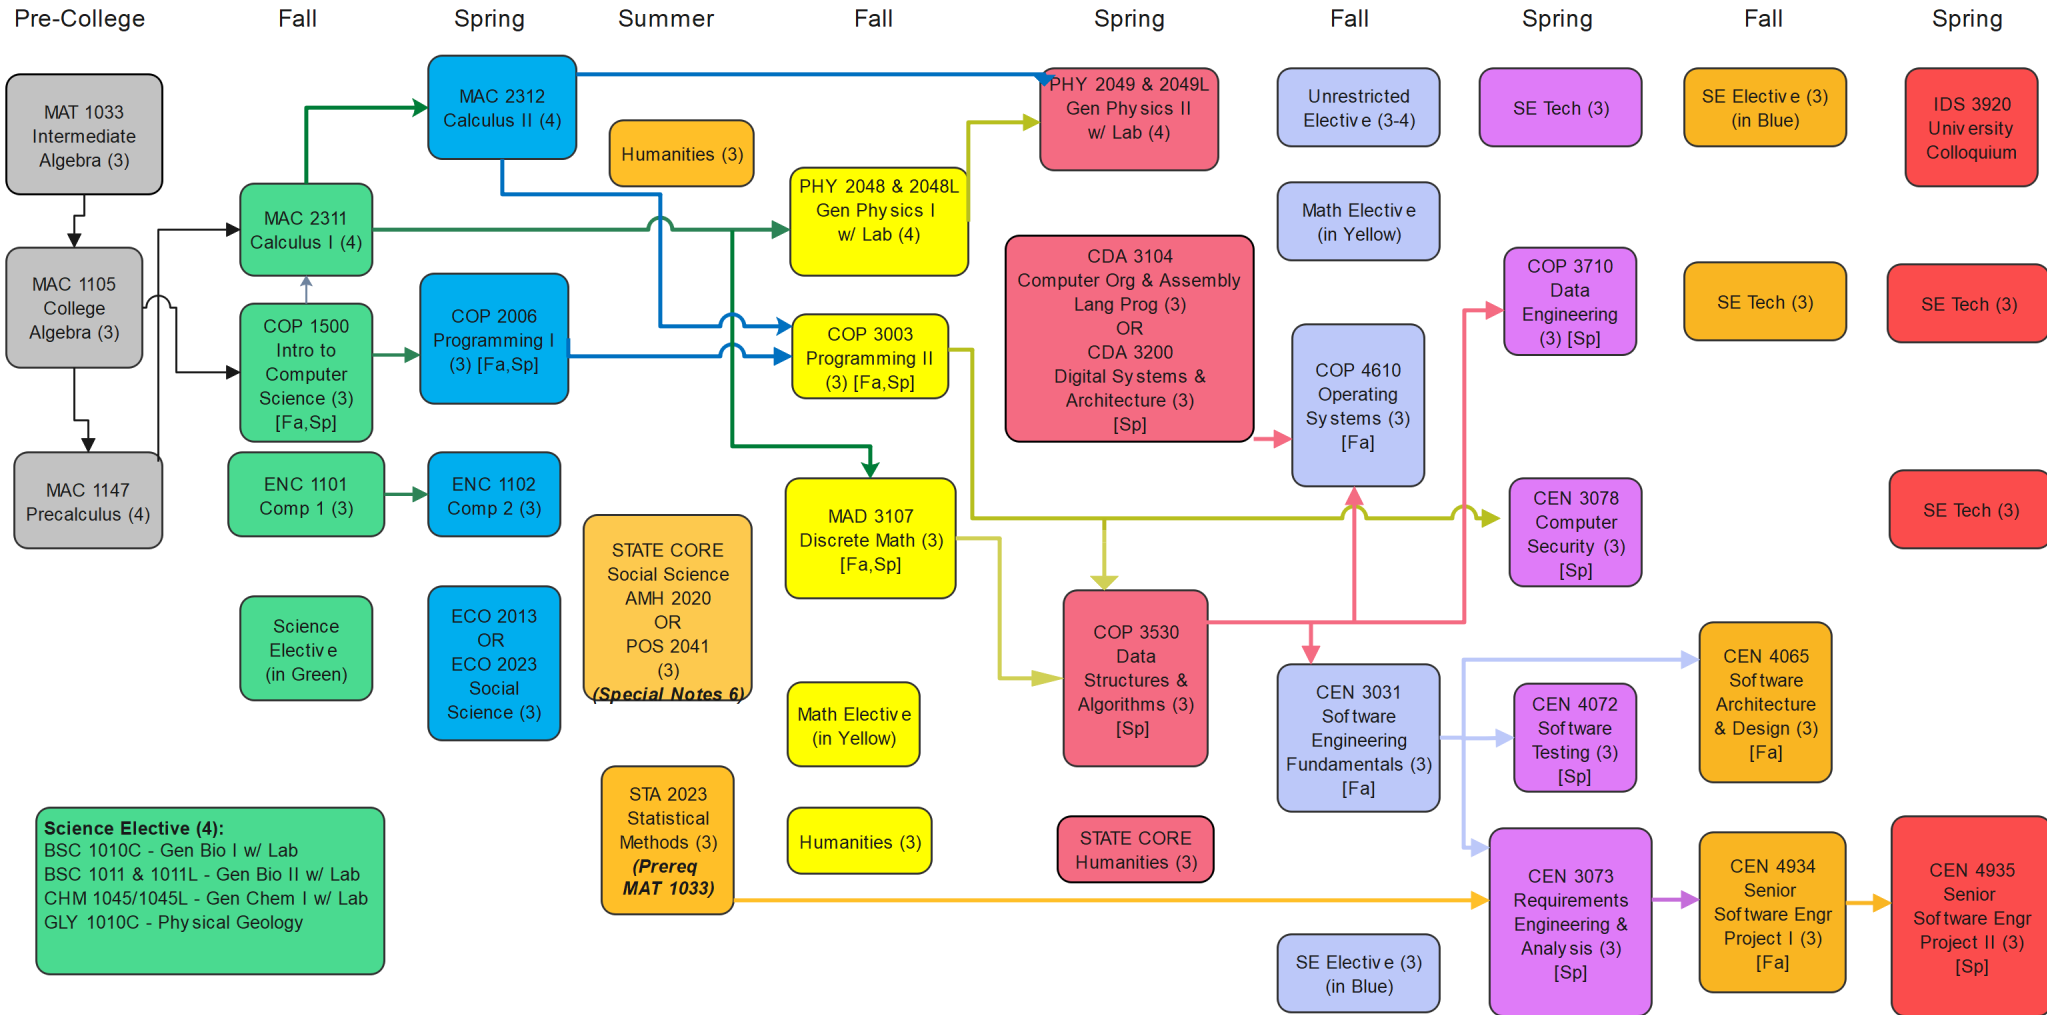 Pre-College
Fall
Spring
Summer
Fall
Spring
Fall
Spring
Fall
Spring
MAT 1033
Intermediate
Algebra (3)
MAC 1105
College
Algebra (3)
MAC 1147
Precalculus (4)
MAC 2311
Calculus I (4)
COP 1500
Intro to
Computer
Science (3)
[Fa,Sp]
ENC 1101
Comp 1 (3)
Science
Elective
(in Green)
Science Elective (4):
BSC 1010C - Gen Bio I w/ Lab
BSC 1011 & 1011L - Gen Bio II w/ Lab
CHM 1045/1045L - Gen Chem I w/ Lab
GLY 1010C - Physical Geology
MAC 2312
Calculus II (4)
COP 2006
Programming I
(3) [Fa,Sp]
ENC 1102
Comp 2 (3)
ECO 2013
OR
ECO 2023
Social
Science (3)
Humanities (3)
STATE CORE
Social Science
AMH 2020
OR
POS 2041
(3)
(Special Notes 6)
STA 2023
Statistical
Methods (3)
(Prereq
MAT 1033)
PHY 2048 & 2048L
Gen Physics I
w/ Lab (4)
COP 3003
Programming II
(3) [Fa,Sp]
MAD 3107
Discrete Math (3)
[Fa,Sp]
Math Elective
(in Yellow)
Humanities (3)
PHY 2049 & 2049L
Gen Physics II
w/ Lab (4)
CDA 3104
Computer Org & Assembly
Lang Prog (3)
OR
CDA 3200
Digital Systems &
Architecture (3)
[Sp]
COP 3530
Data
Structures &
Algorithms (3)
[Sp]
STATE CORE
Humanities (3)
Unrestricted
Elective (3-4)
Math Elective
(in Yellow)
COP 4610
Operating
Systems (3)
[Fa]
CEN 3031
Software
Engineering
Fundamentals (3)
[Fa]
SE Elective (3)
(in Blue)
SE Tech (3)
COP 3710
Data
Engineering
(3) [Sp]
CEN 3078
Computer
Security (3)
[Sp]
CEN 4072
Software
Testing (3)
[Sp]
CEN 3073
Requirements
Engineering &
Analysis (3)
[Sp]
SE Elective (3)
(in Blue)
SE Tech (3)
CEN 4065
Software
Architecture
& Design (3)
[Fa]
CEN 4934
Senior
Software Engr
Project I (3)
[Fa]
IDS 3920
University
Colloquium
SE Tech (3)
SE Tech (3)
CEN 4935
Senior
Software Engr
Project II (3)
[Sp]